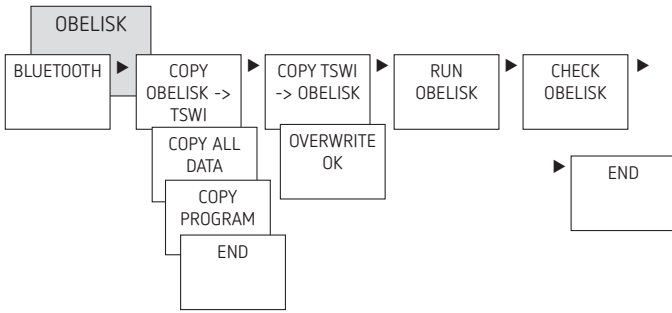 OBELISK
BLUETOOTH
COPY
OBELISK ->
TSWI
COPY ALL
DATA
COPY
PROGRAM
END
COPY TSWI
-> OBELISK
OVERWRITE
OK
RUN
OBELISK
CHECK
OBELISK
END